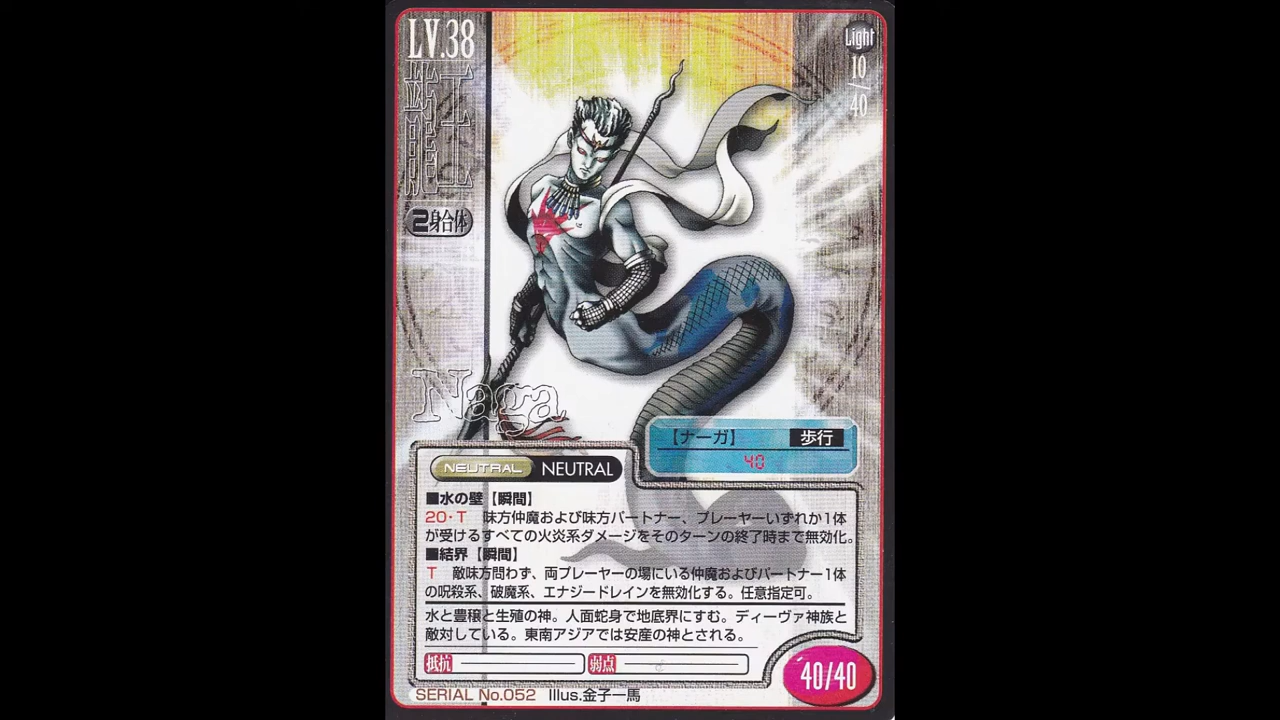 LV.38
Light
10/40
龍王
2身合体
Naga
【ナーガ】 歩行
40
NEUTRAL NEUTRAL
■水の壁【瞬間】
20・T 味方仲魔および味方パートナー、プレーヤーいずれか1体
が受けるすべての火炎系ダメージをそのターンの終了時まで無効化。
■結界【瞬間】
T 敵味方問わず、両プレーヤーの場にいる仲魔およびパートナー1体
の呪殺系、破魔系、エナジードレインを無効化する。任意指定可。
水と豊穣と生殖の神。人面蛇身で地底界にすむ。ディーヴァ神族と
敵対している。東南アジアでは安産の神とされる。
抵抗 弱点
40/40
SERIAL No.052 Illus.金子一馬